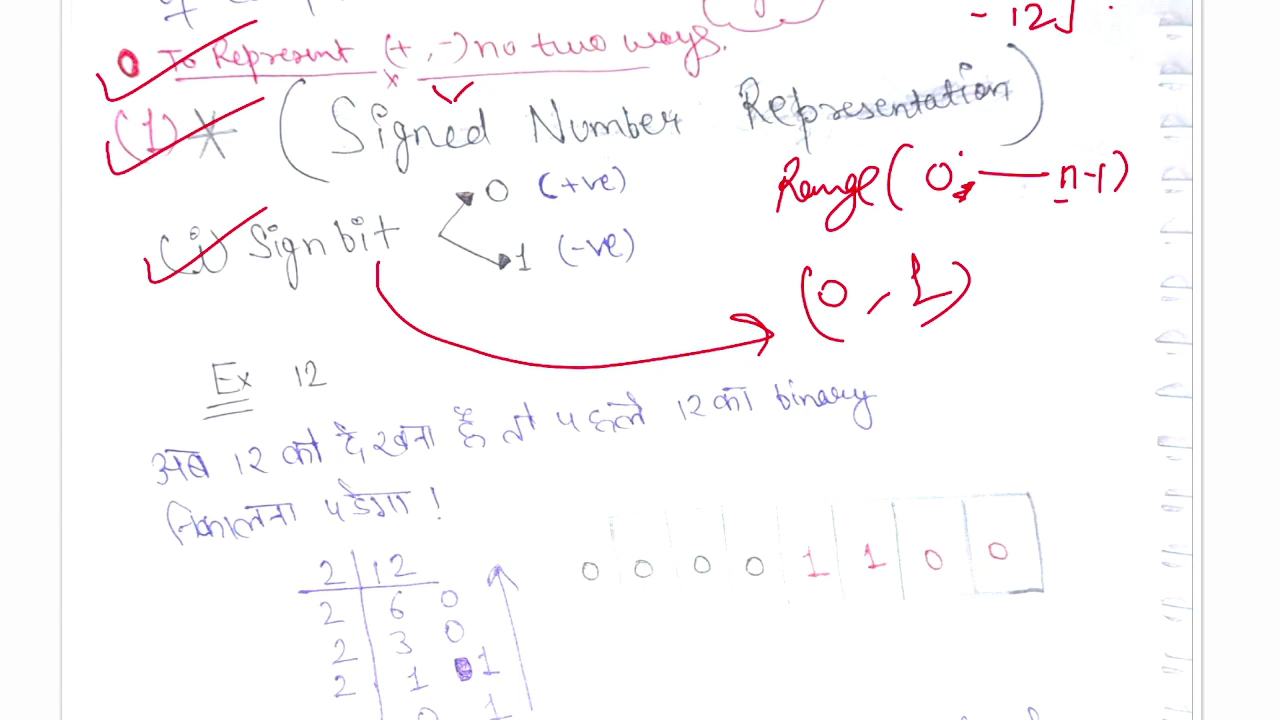 - 12
To Represent (+, -) no two ways.
(1) * ( Signed Number Representation )
Range ( 0 — n-1 )
0 (+ve)
(i) Sign bit
1 (-ve)
(0, 1)
Ex 12
अब 12 को देखना है तो पहले 12 का binary
निकालना पडेगा !
0 0 0 0 1 1 0 0
2 12
2 6 0
2 3 0
2 1 1
0 1